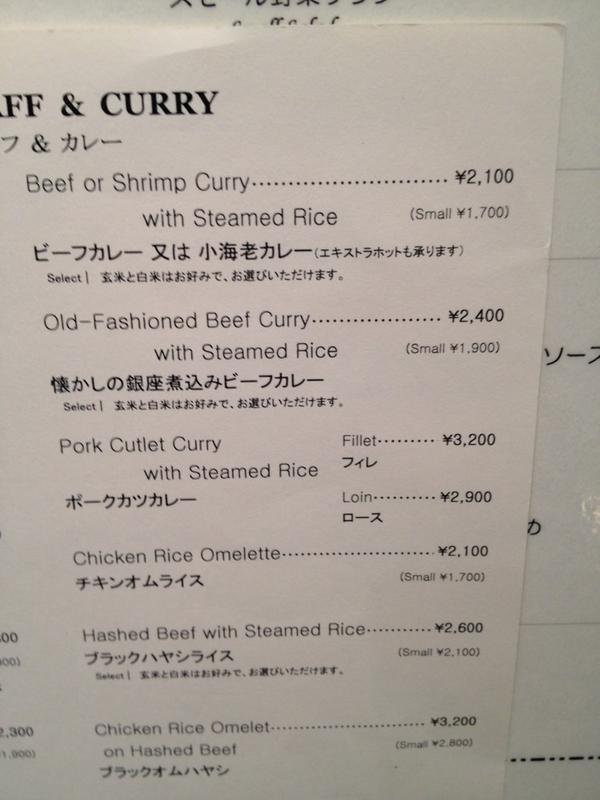 AFF & CURRY
フ & カレー
Beef or Shrimp Curry.......................... ¥2,100
with Steamed Rice (Small ¥1,700)
ビーフカレー 又は 小海老カレー(エキストラホットも承ります)
Select | 玄米と白米はお好みで、お選びいただけます。
Old-Fashioned Beef Curry................. ¥2,400
with Steamed Rice (Small ¥1,900)
懐かしの銀座煮込みビーフカレー
Select | 玄米と白米はお好みで、お選びいただけます。
Pork Cutlet Curry Fillet......... ¥3,200
with Steamed Rice フィレ
ポークカツカレー Loin.......... ¥2,900
ロース
Chicken Rice Omelette...................... ¥2,100
チキンオムライス (Small ¥1,700)
Hashed Beef with Steamed Rice.......... ¥2,600
ブラックハヤシライス (Small ¥2,100)
Select | 玄米と白米はお好みで、お選びいただけます。
Chicken Rice Omelet......................... ¥3,200
on Hashed Beef (Small ¥2,800)
ブラックオムハヤシ
ソース
め
2,300
1,900)